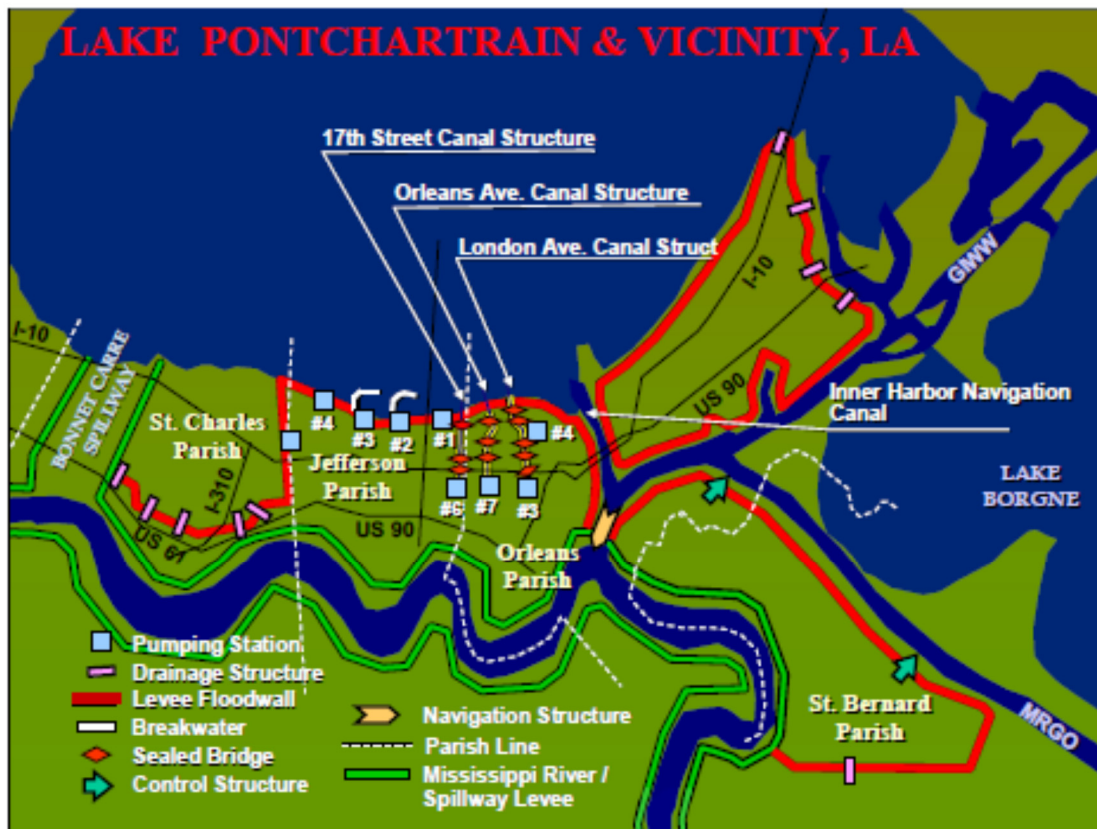 LAKE PONTCHARTRAIN & VICINITY, LA
17th Street Canal Structure
Orleans Ave. Canal Structure
London Ave. Canal Struct
I-10
GIWW
I-10
BONNET CARRE
SPILLWAY
US 90
Inner Harbor Navigation
Canal
St. Charles
Parish
#4
#3
#2
#1
#4
Jefferson
Parish
I-310
LAKE
BORGNE
#6
#7
#3
US 61
US 90
Orleans
Parish
Pumping Station
Drainage Structure
Levee Floodwall
Breakwater
Sealed Bridge
Control Structure
Navigation Structure
Parish Line
Mississippi River /
Spillway Levee
St. Bernard
Parish
MRGO